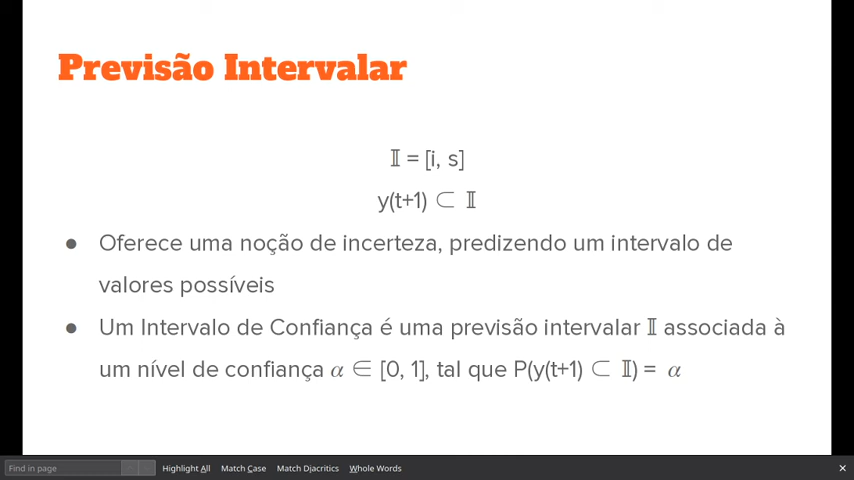 Previsão Intervalar
𝕀 = [i, s]
y(t+1) ⊂ 𝕀
● Oferece uma noção de incerteza, predizendo um intervalo de
valores possíveis
● Um Intervalo de Confiança é uma previsão intervalar 𝕀 associada à
um nível de confiança α ∈ [0, 1], tal que P(y(t+1) ⊂ 𝕀) = α
Find in page Highlight All Match Case Match Diacritics Whole Words ×